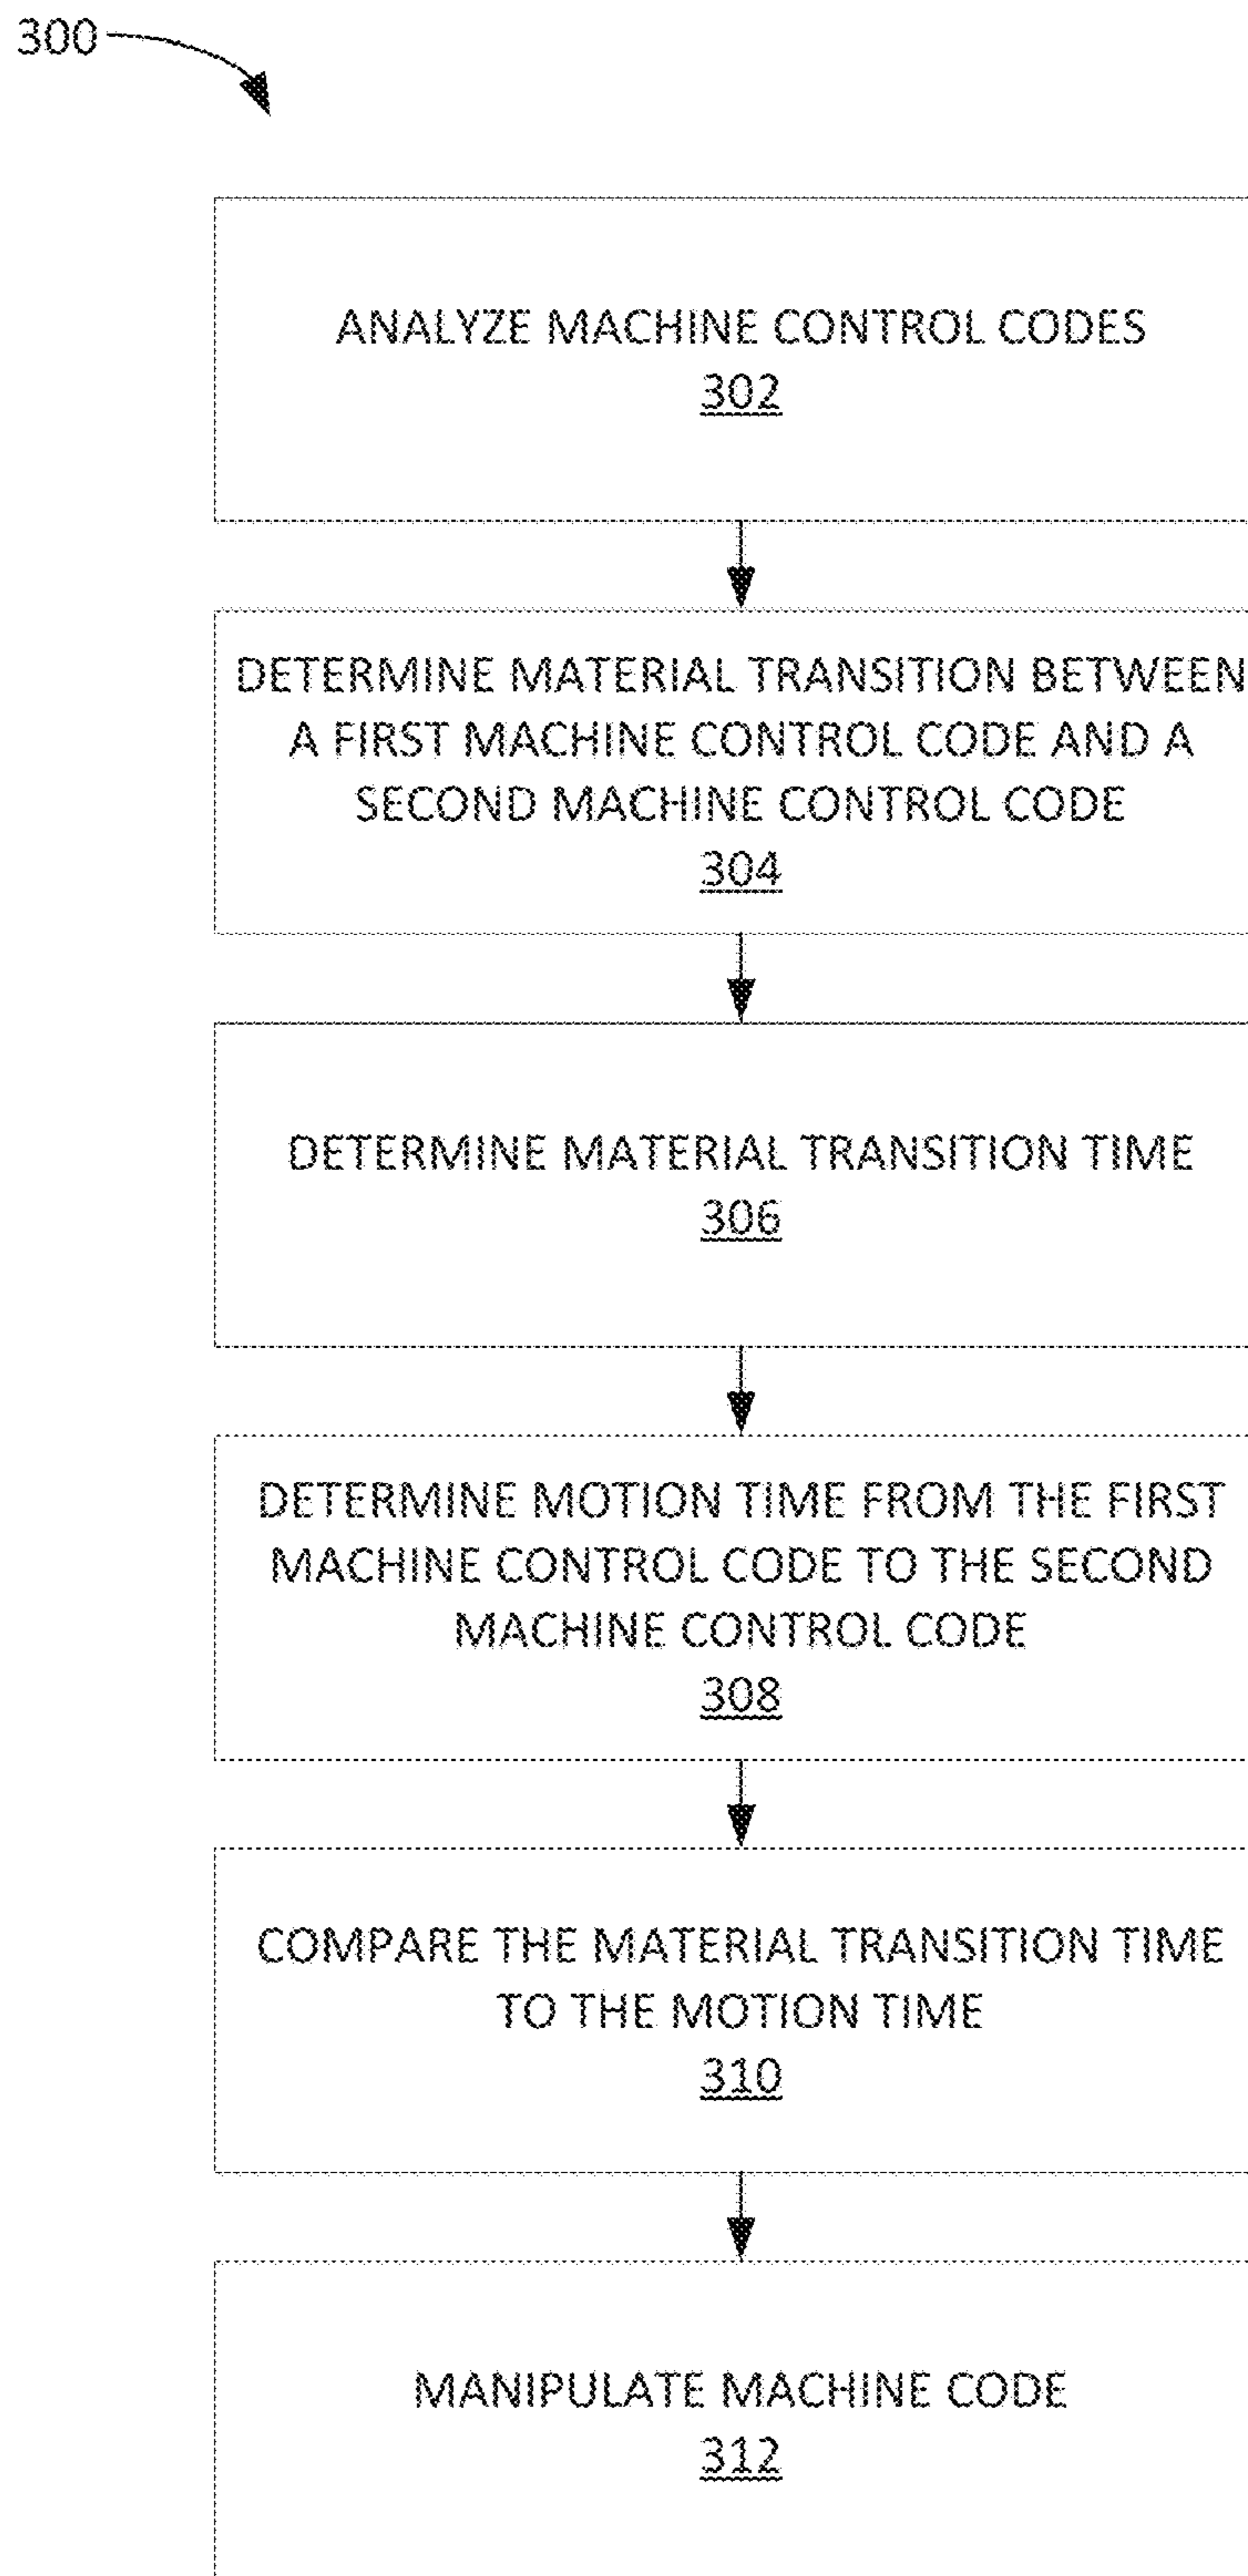 300
ANALYZE MACHINE CONTROL CODES
302
DETERMINE MATERIAL TRANSITION BETWEEN
A FIRST MACHINE CONTROL CODE AND A
SECOND MACHINE CONTROL CODE
304
DETERMINE MATERIAL TRANSITION TIME
306
DETERMINE MOTION TIME FROM THE FIRST
MACHINE CONTROL CODE TO THE SECOND
MACHINE CONTROL CODE
308
COMPARE THE MATERIAL TRANSITION TIME
TO THE MOTION TIME
310
MANIPULATE MACHINE CODE
312